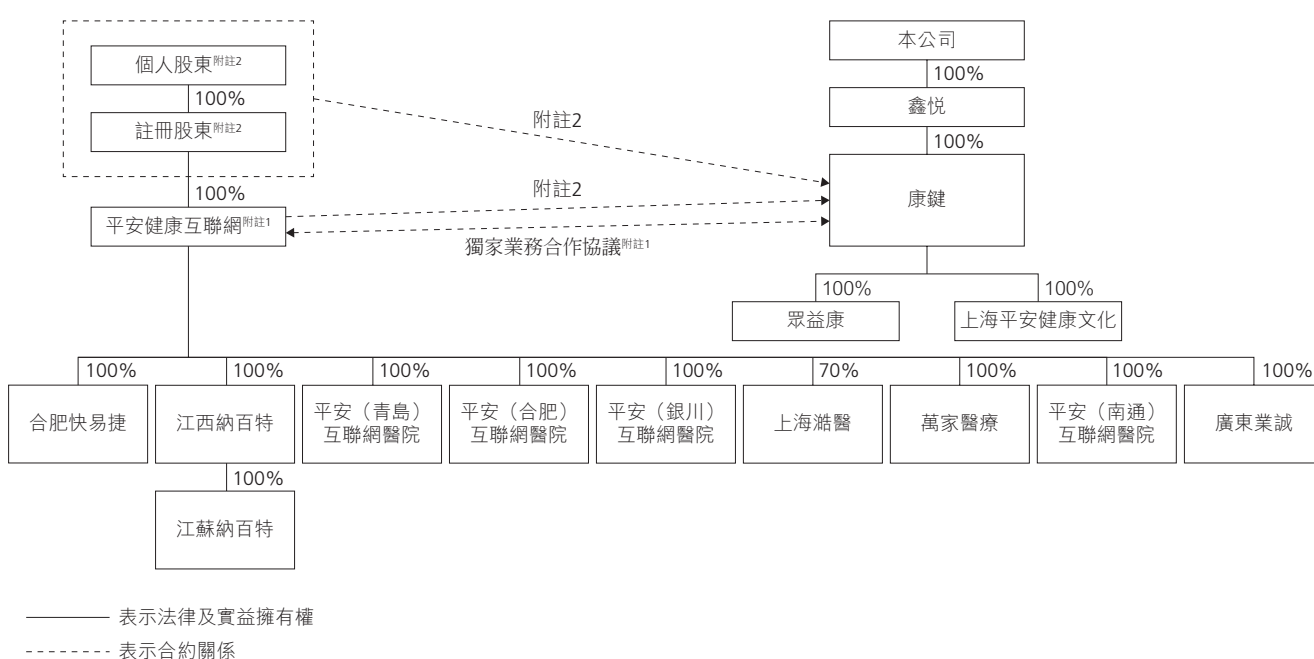 個人股東附註2
100%
註冊股東附註2
100%
平安健康互聯網附註1
附註2
附註2
獨家業務合作協議附註1
本公司
100%
鑫悦
100%
康鍵
100%
眾益康
100%
上海平安健康文化
100%
合肥快易捷
100%
江西納百特
100%
平安（青島）
互聯網醫院
100%
平安（合肥）
互聯網醫院
100%
平安（銀川）
互聯網醫院
70%
上海澔醫
100%
萬家醫療
100%
平安（南通）
互聯網醫院
100%
廣東業誠
100%
江蘇納百特
表示法律及實益擁有權
表示合約關係